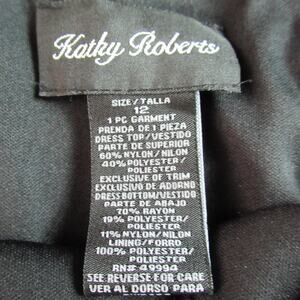 Kathy Roberts
SIZE/TALLA
12
1 PC GARMENT
PRENDA DE 1 PIEZA
DRESS TOP/VESTIDO
PARTE DE SUPERIOR
60% NYLON/NILON
40% POLYESTER/
POLIESTER
EXCLUSIVE OF TRIM
EXCLUSIVO DE ADORNO
DRESS BOTTOM/VESTIDO
PARTE DE ABAJO
70% RAYON
19% POLYESTER/
POLIESTER
11% NYLON/NILON
LINING/FORRO
100% POLYESTER/
POLIESTER
RN# 49994
SEE REVERSE FOR CARE
VER AL DORSO PARA